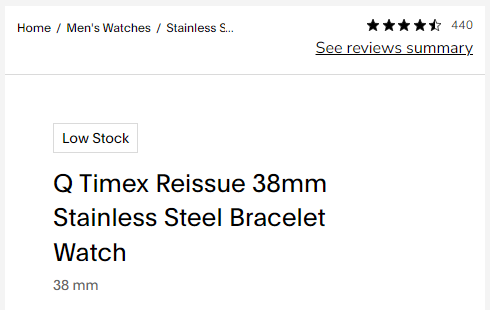 Home / Men's Watches / Stainless S...
440
See reviews summary
Low Stock
Q Timex Reissue 38mm
Stainless Steel Bracelet
Watch
38 mm